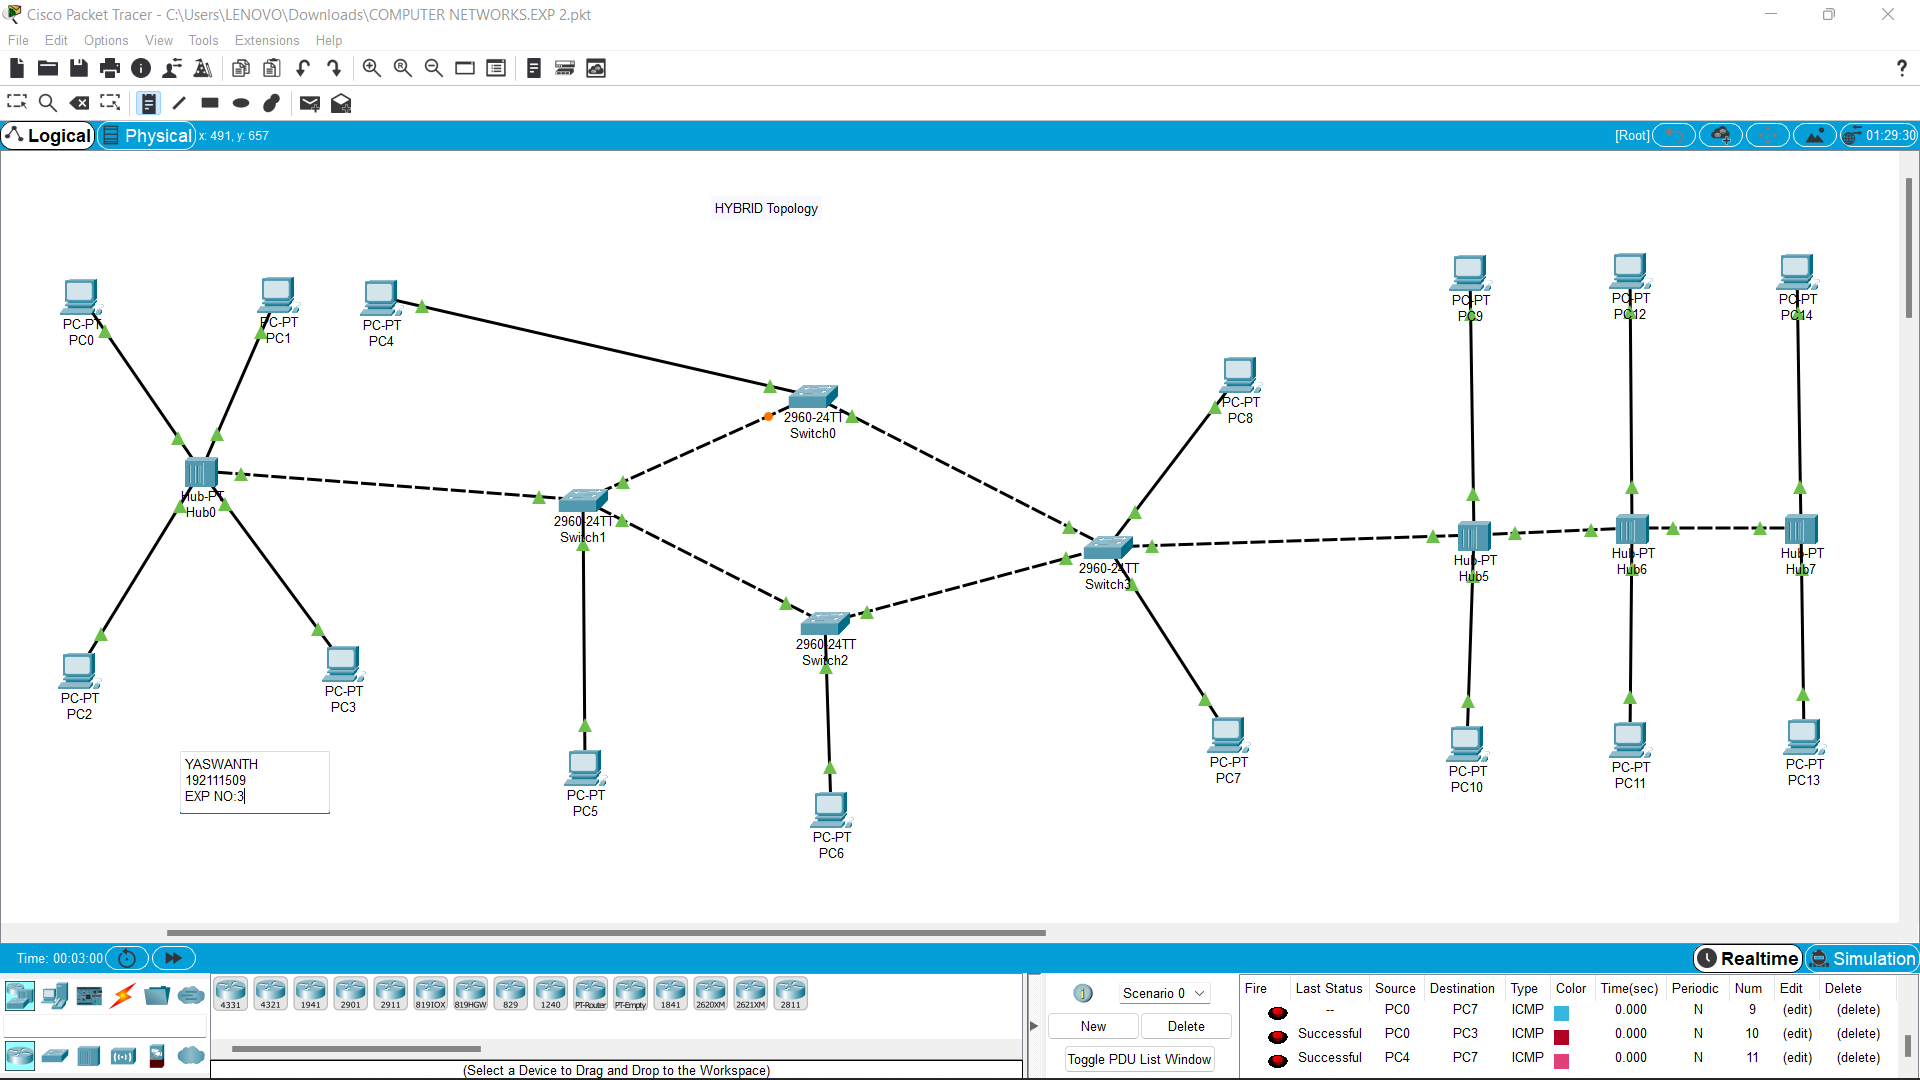 Cisco Packet Tracer - C:\Users\LENOVO\Downloads\COMPUTER NETWORKS.EXP 2.pkt
File Edit Options View Tools Extensions Help
Logical Physical x: 491, y: 657 [Root] 01:29:30
HYBRID Topology
PC-PT
PC0
PC-PT
PC1
PC-PT
PC4
PC-PT
PC9
PC-PT
PC12
PC-PT
PC14
2960-24TT
Switch0
PC-PT
PC8
Hub-PT
Hub0
2960-24TT
Switch1
2960-24TT
Switch3
Hub-PT
Hub5
Hub-PT
Hub6
Hub-PT
Hub7
2960-24TT
Switch2
PC-PT
PC2
PC-PT
PC3
YASWANTH
192111509
EXP NO:3
PC-PT
PC5
PC-PT
PC6
PC-PT
PC7
PC-PT
PC10
PC-PT
PC11
PC-PT
PC13
Time: 00:03:00 Realtime Simulation
4331 4321 1941 2901 2911 819IOX 819HGW 829 1240 PT-Router PT-Empty 1841 2620XM 2621XM 2811
(Select a Device to Drag and Drop to the Workspace)
Scenario 0
New Delete
Toggle PDU List Window
Fire Last Status Source Destination Type Color Time(sec) Periodic Num Edit Delete
-- PC0 PC7 ICMP 0.000 N 9 (edit) (delete)
Successful PC0 PC3 ICMP 0.000 N 10 (edit) (delete)
Successful PC4 PC7 ICMP 0.000 N 11 (edit) (delete)